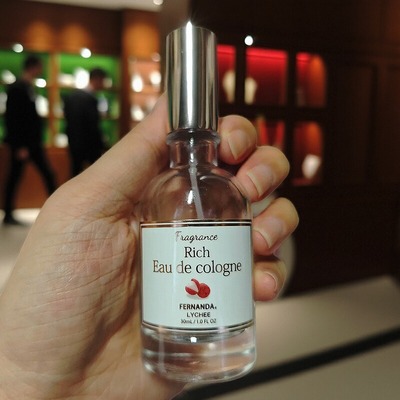 Fragrance
Rich
Eau de cologne
FERNANDA.
LYCHEE
30mL / 1.0 FL OZ